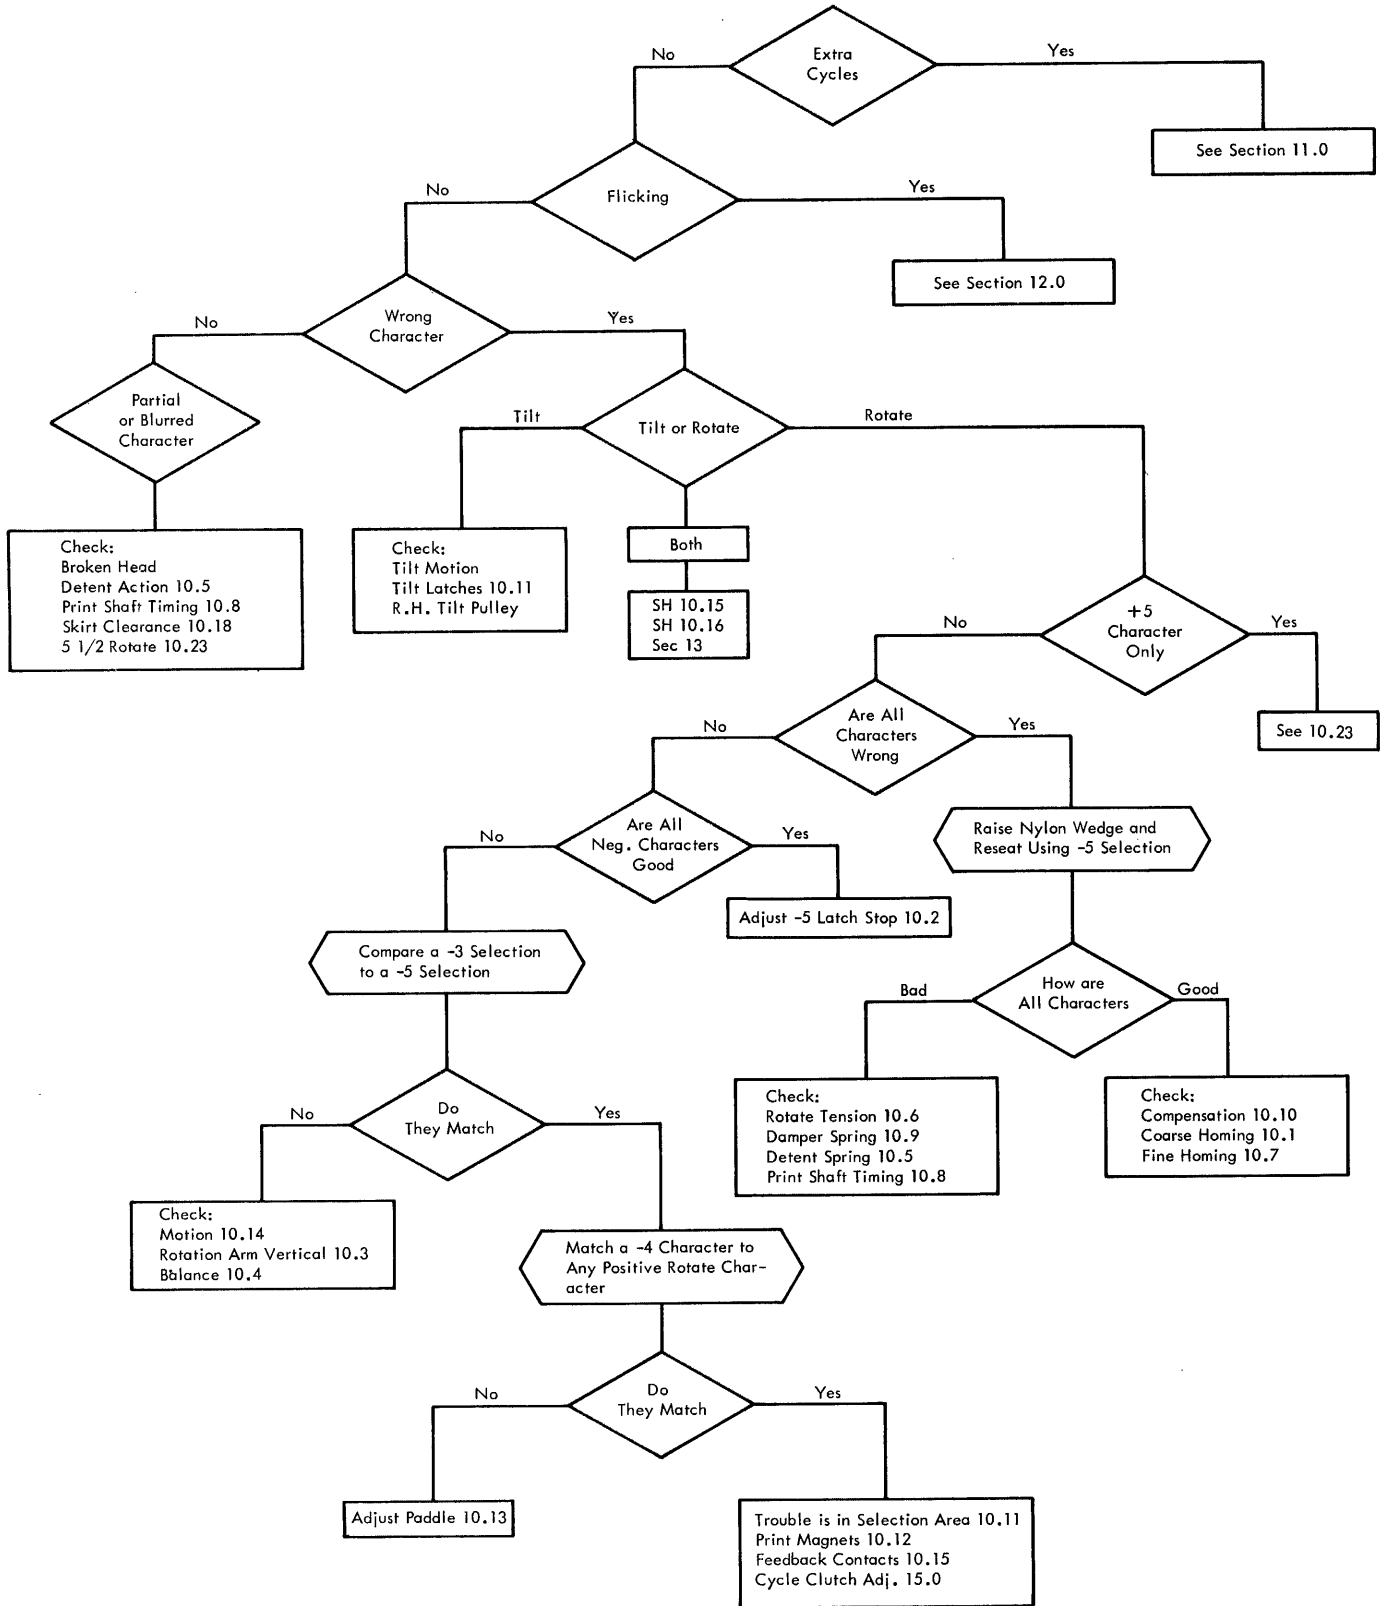 Extra
Cycles
No
Yes
See Section 11.0
Flicking
No
Yes
See Section 12.0
Wrong
Character
No
Yes
Partial
or Blurred
Character
Tilt or Rotate
Tilt
Rotate
Check:
Broken Head
Detent Action 10.5
Print Shaft Timing 10.8
Skirt Clearance 10.18
5 1/2 Rotate 10.23
Check:
Tilt Motion
Tilt Latches 10.11
R.H. Tilt Pulley
Both
SH 10.15
SH 10.16
Sec 13
+5
Character
Only
No
Yes
See 10.23
Are All
Characters
Wrong
No
Yes
Are All
Neg. Characters
Good
No
Yes
Raise Nylon Wedge and
Reseat Using -5 Selection
Adjust -5 Latch Stop 10.2
Compare a -3 Selection
to a -5 Selection
How are
All Characters
Bad
Good
Check:
Rotate Tension 10.6
Damper Spring 10.9
Detent Spring 10.5
Print Shaft Timing 10.8
Check:
Compensation 10.10
Coarse Homing 10.1
Fine Homing 10.7
Do
They Match
No
Yes
Check:
Motion 10.14
Rotation Arm Vertical 10.3
Balance 10.4
Match a -4 Character to
Any Positive Rotate Char-
acter
Do
They Match
No
Yes
Adjust Paddle 10.13
Trouble is in Selection Area 10.11
Print Magnets 10.12
Feedback Contacts 10.15
Cycle Clutch Adj. 15.0